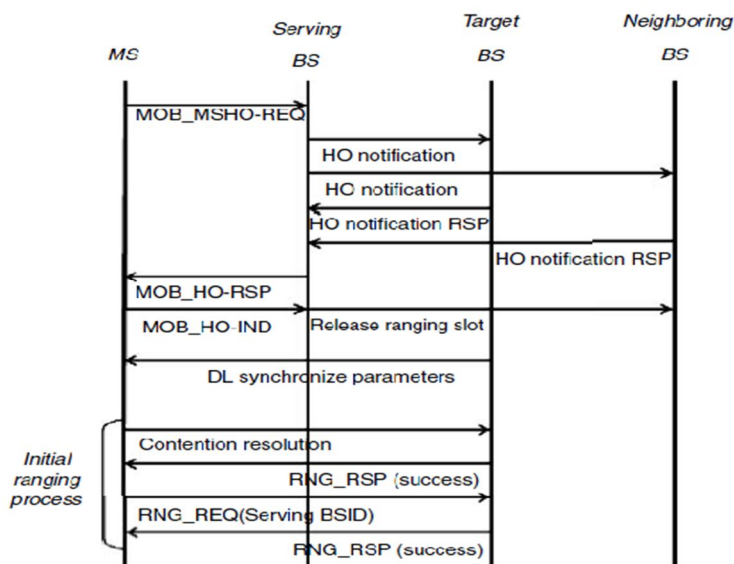 MS
Serving
BS
Target
BS
Neighboring
BS
MOB_MSHO-REQ
HO notification
HO notification
HO notification RSP
HO notification RSP
MOB_HO-RSP
MOB_HO-IND
Release ranging slot
DL synchronize parameters
Initial
ranging
process
Contention resolution
RNG_RSP (success)
RNG_REQ(Serving BSID)
RNG_RSP (success)